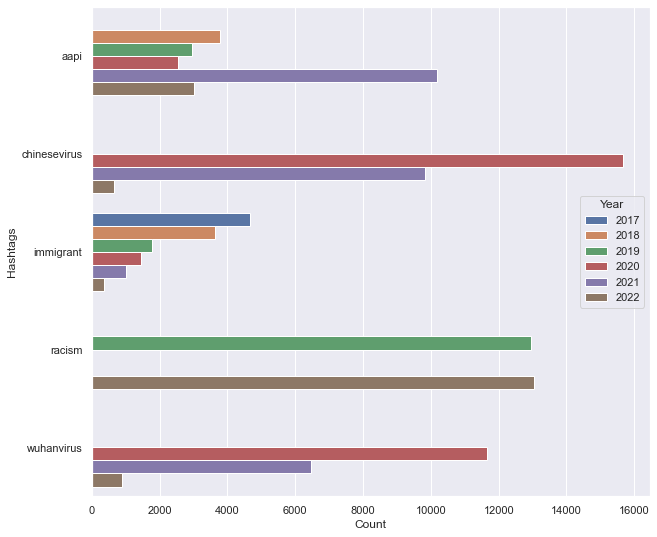 Hashtags
aapi
chinesevirus
immigrant
racism
wuhanvirus
Year
2017
2018
2019
2020
2021
2022
0 2000 4000 6000 8000 10000 12000 14000 16000
Count